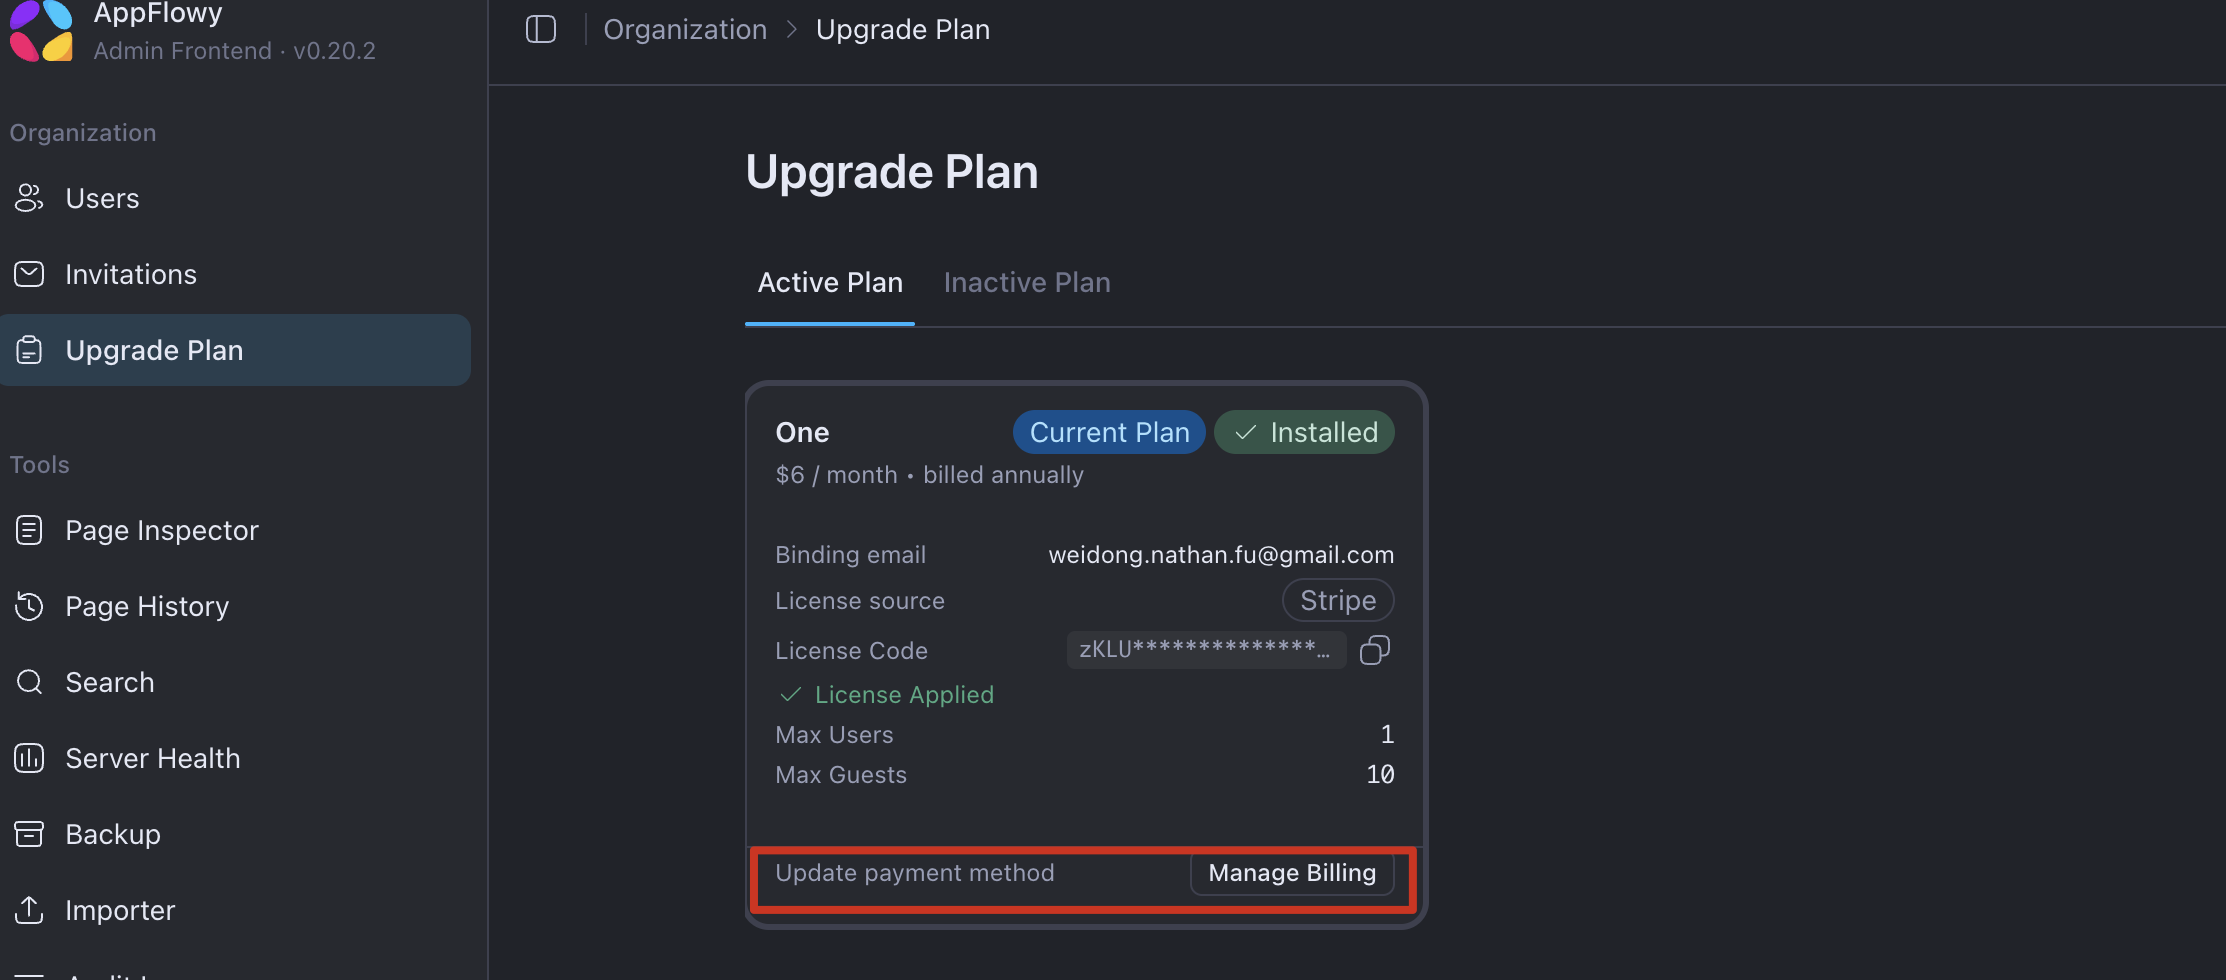 AppFlowy
Admin Frontend · v0.20.2
Organization
Users
Invitations
Upgrade Plan
Tools
Page Inspector
Page History
Search
Server Health
Backup
Importer
Organization > Upgrade Plan
Upgrade Plan
Active Plan Inactive Plan
One Current Plan ✓ Installed
$6 / month • billed annually
Binding email weidong.nathan.fu@gmail.com
License source Stripe
License Code zKLU**************…
✓ License Applied
Max Users 1
Max Guests 10
Update payment method Manage Billing